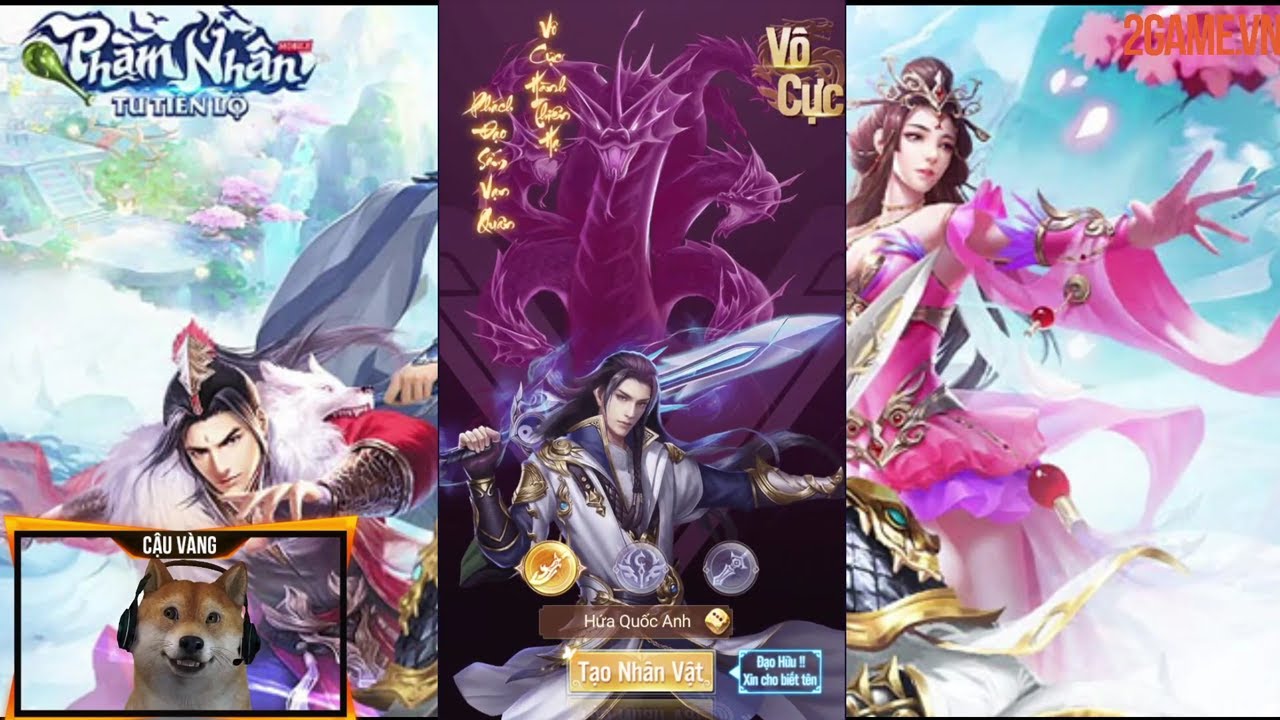 Phàm Nhân
MOBILE
TU TIÊN LỘ
Vô
Cực
Hành
Thiên
Hạ
Phách
Đạo
Sáng
Vạn
Quân
Vô
Cực
2GAME.VN
CẬU VÀNG
Hứa Quốc Anh
Tạo Nhân Vật
Đạo Hữu !!
Xin cho biết tên